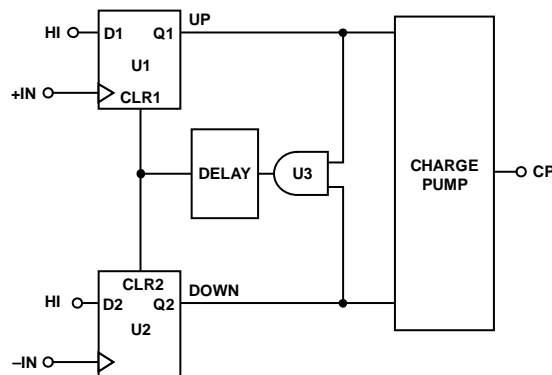 HI
D1
Q1
UP
U1
+IN
CLR1
DELAY
U3
CHARGE
PUMP
CP
CLR2
HI
D2
Q2
DOWN
U2
–IN